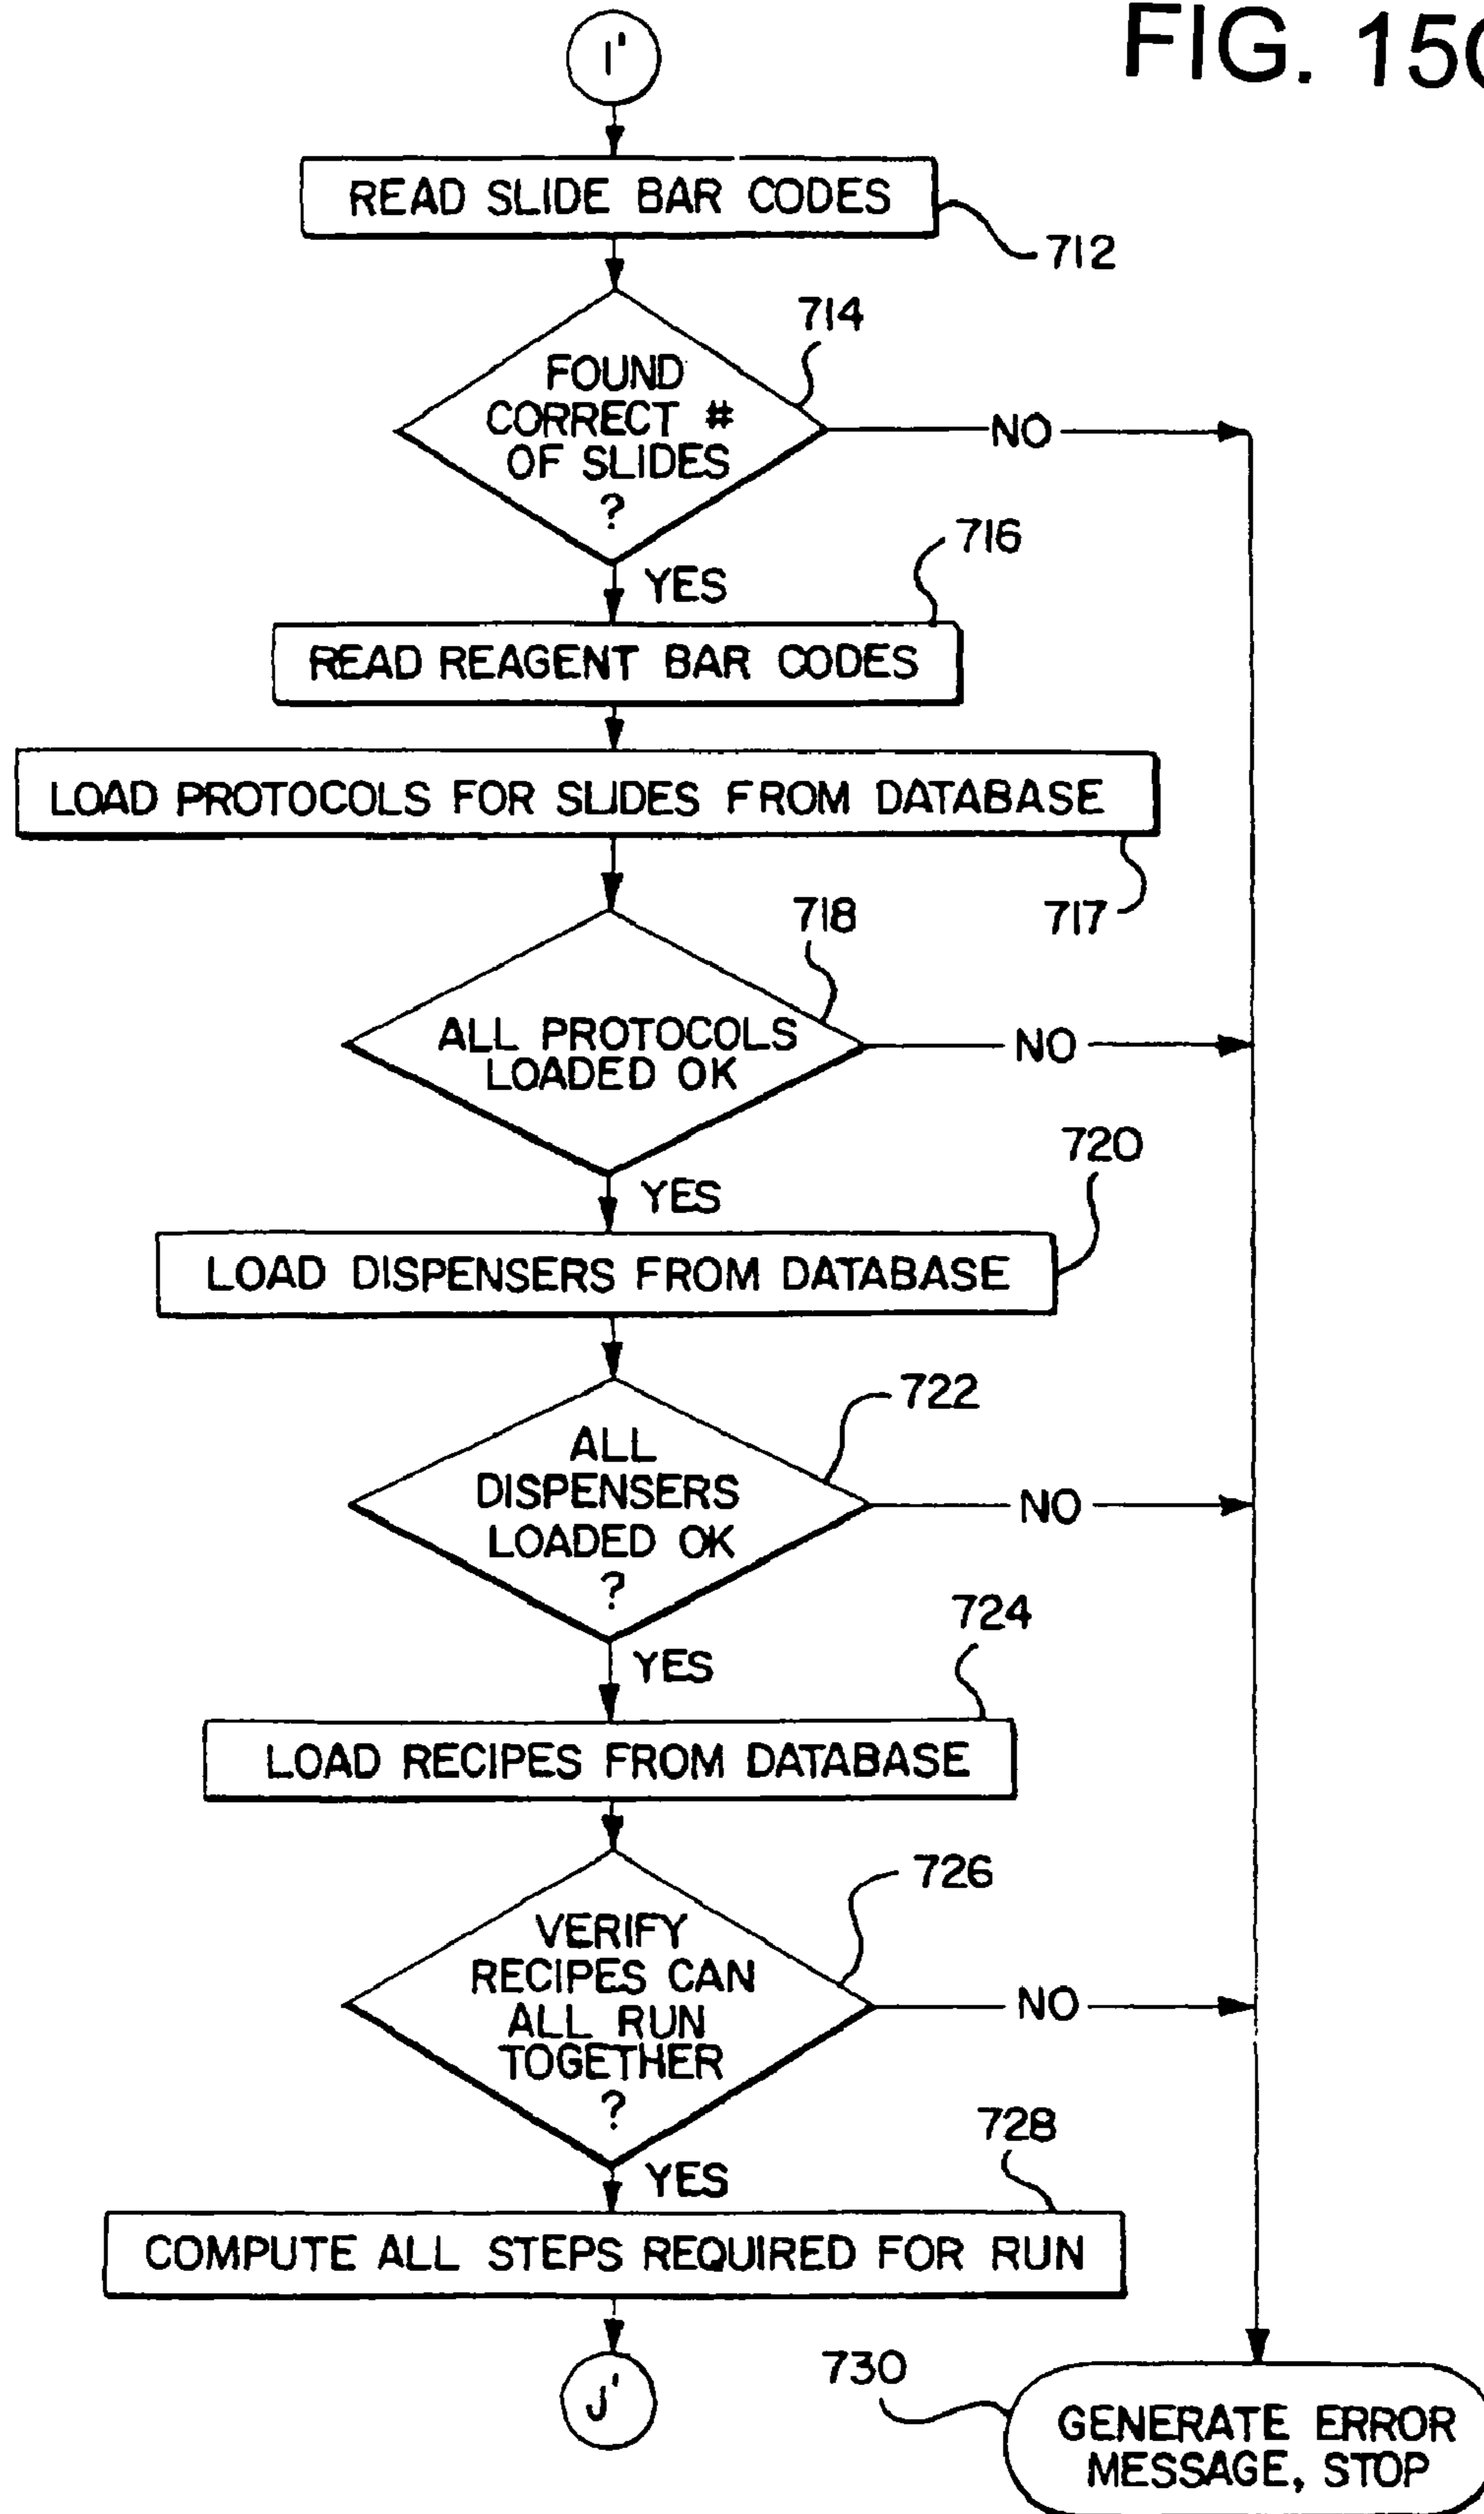 I'
FIG. 15
READ SLIDE BAR CODES
712
714
FOUND
CORRECT #
OF SLIDES
?
NO
YES
716
READ REAGENT BAR CODES
LOAD PROTOCOLS FOR SLIDES FROM DATABASE
717
718
ALL PROTOCOLS
LOADED OK
NO
YES
720
LOAD DISPENSERS FROM DATABASE
722
ALL
DISPENSERS
LOADED OK
?
NO
YES
724
LOAD RECIPES FROM DATABASE
726
VERIFY
RECIPES CAN
ALL RUN
TOGETHER
?
NO
YES
728
COMPUTE ALL STEPS REQUIRED FOR RUN
J'
730
GENERATE ERROR
MESSAGE, STOP